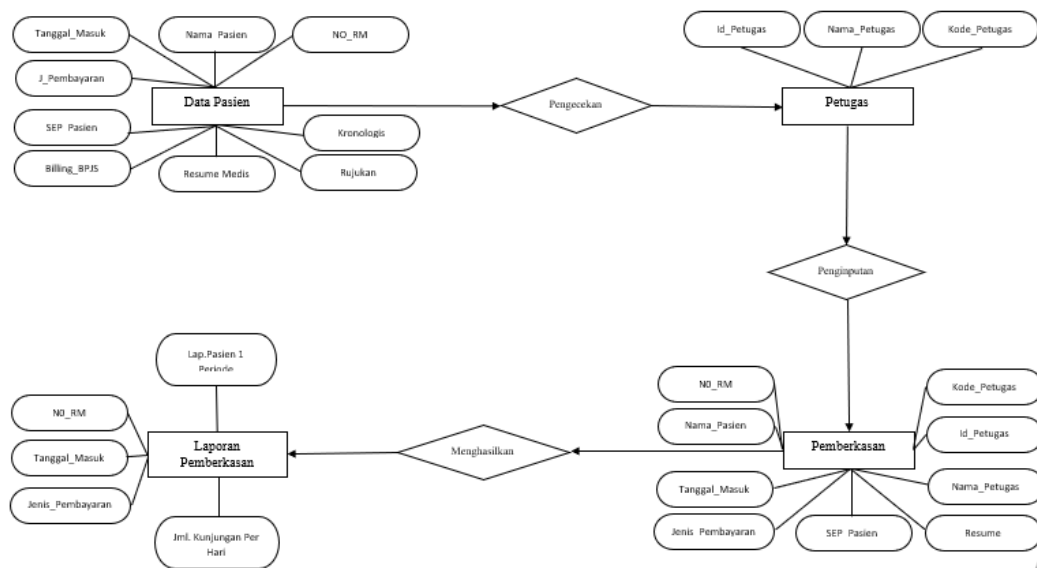 Tanggal_Masuk
Nama Pasien
NO_RM
J_Pembayaran
Data Pasien
SEP Pasien
Kronologis
Billing_BPJS
Resume Medis
Rujukan
Pengecekan
Id_Petugas
Nama_Petugas
Kode_Petugas
Petugas
Penginputan
Lap.Pasien 1
Periode
N0_RM
Laporan
Pemberkasan
Tanggal_Masuk
Jenis_Pembayaran
Jml. Kunjungan Per
Hari
Menghasilkan
N0_RM
Kode_Petugas
Nama_Pasien
Pemberkasan
Id_Petugas
Tanggal_Masuk
Nama_Petugas
Jenis Pembayaran
SEP Pasien
Resume